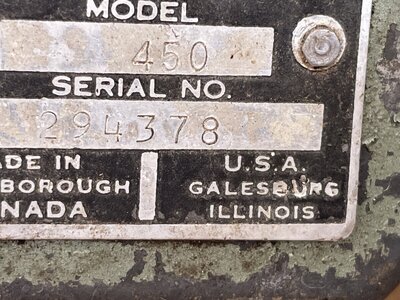 MODEL
450
SERIAL NO.
294378
ADE IN
BOROUGH
NADA
U.S.A.
GALESBURG
ILLINOIS